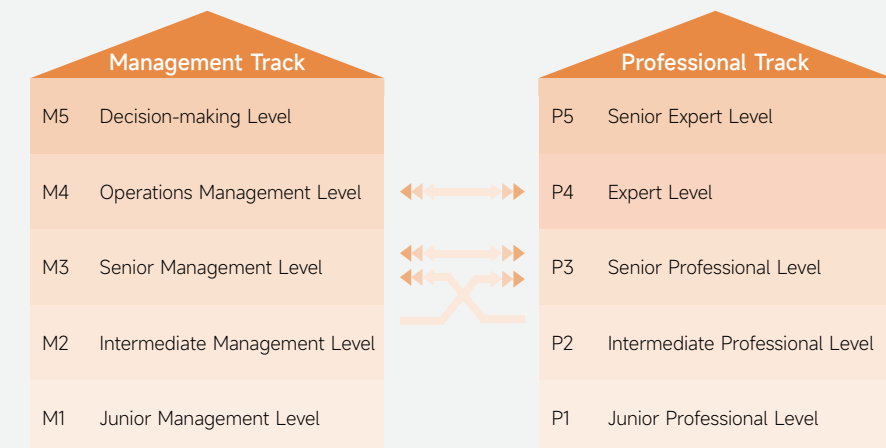 Management Track
M5 Decision-making Level
M4 Operations Management Level
M3 Senior Management Level
M2 Intermediate Management Level
M1 Junior Management Level
Professional Track
P5 Senior Expert Level
P4 Expert Level
P3 Senior Professional Level
P2 Intermediate Professional Level
P1 Junior Professional Level